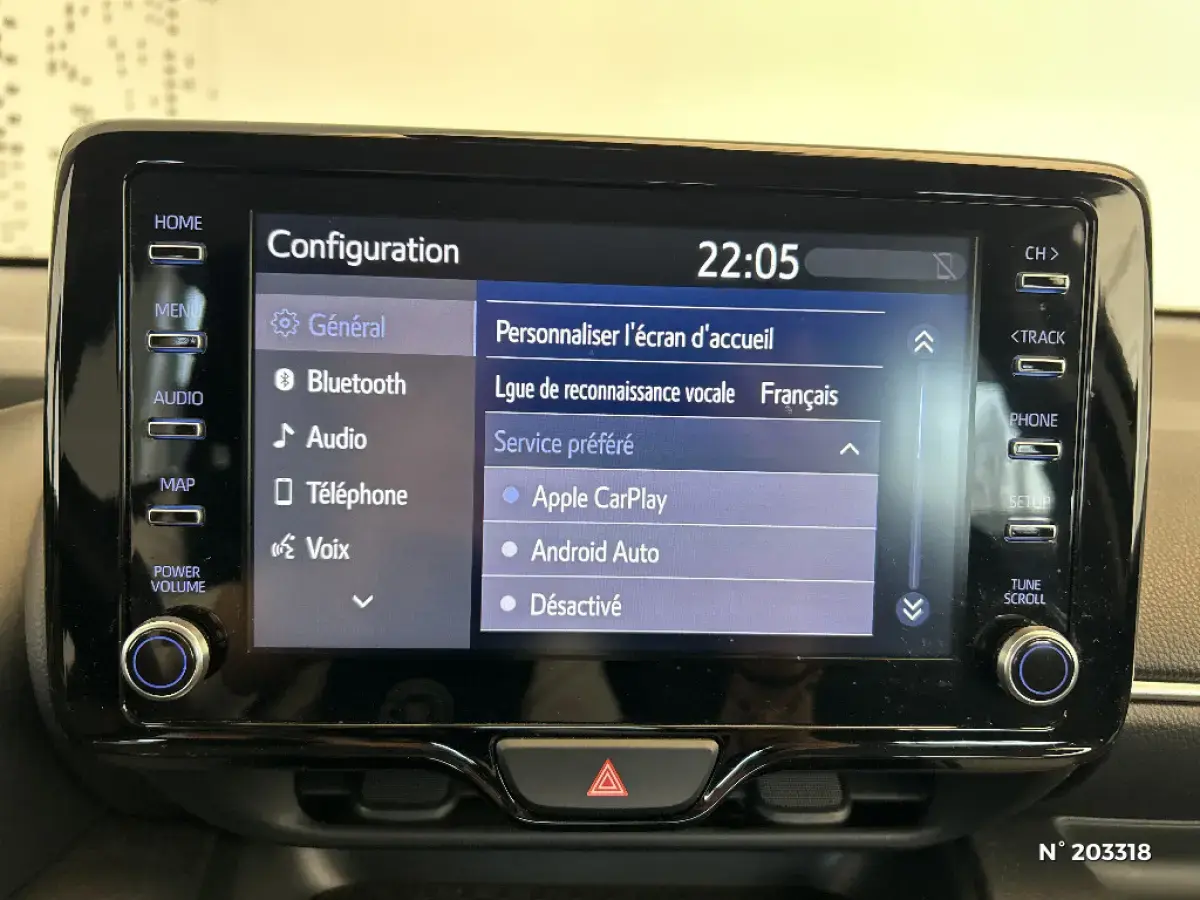 HOME
MENU
AUDIO
MAP
POWER
VOLUME
Configuration
22:05
Général
Bluetooth
Audio
Téléphone
Voix
Personnaliser l'écran d'accueil
Lgue de reconnaissance vocale Français
Service préféré
Apple CarPlay
Android Auto
Désactivé
CH >
<TRACK
PHONE
SETUP
TUNE
SCROLL
N° 203318